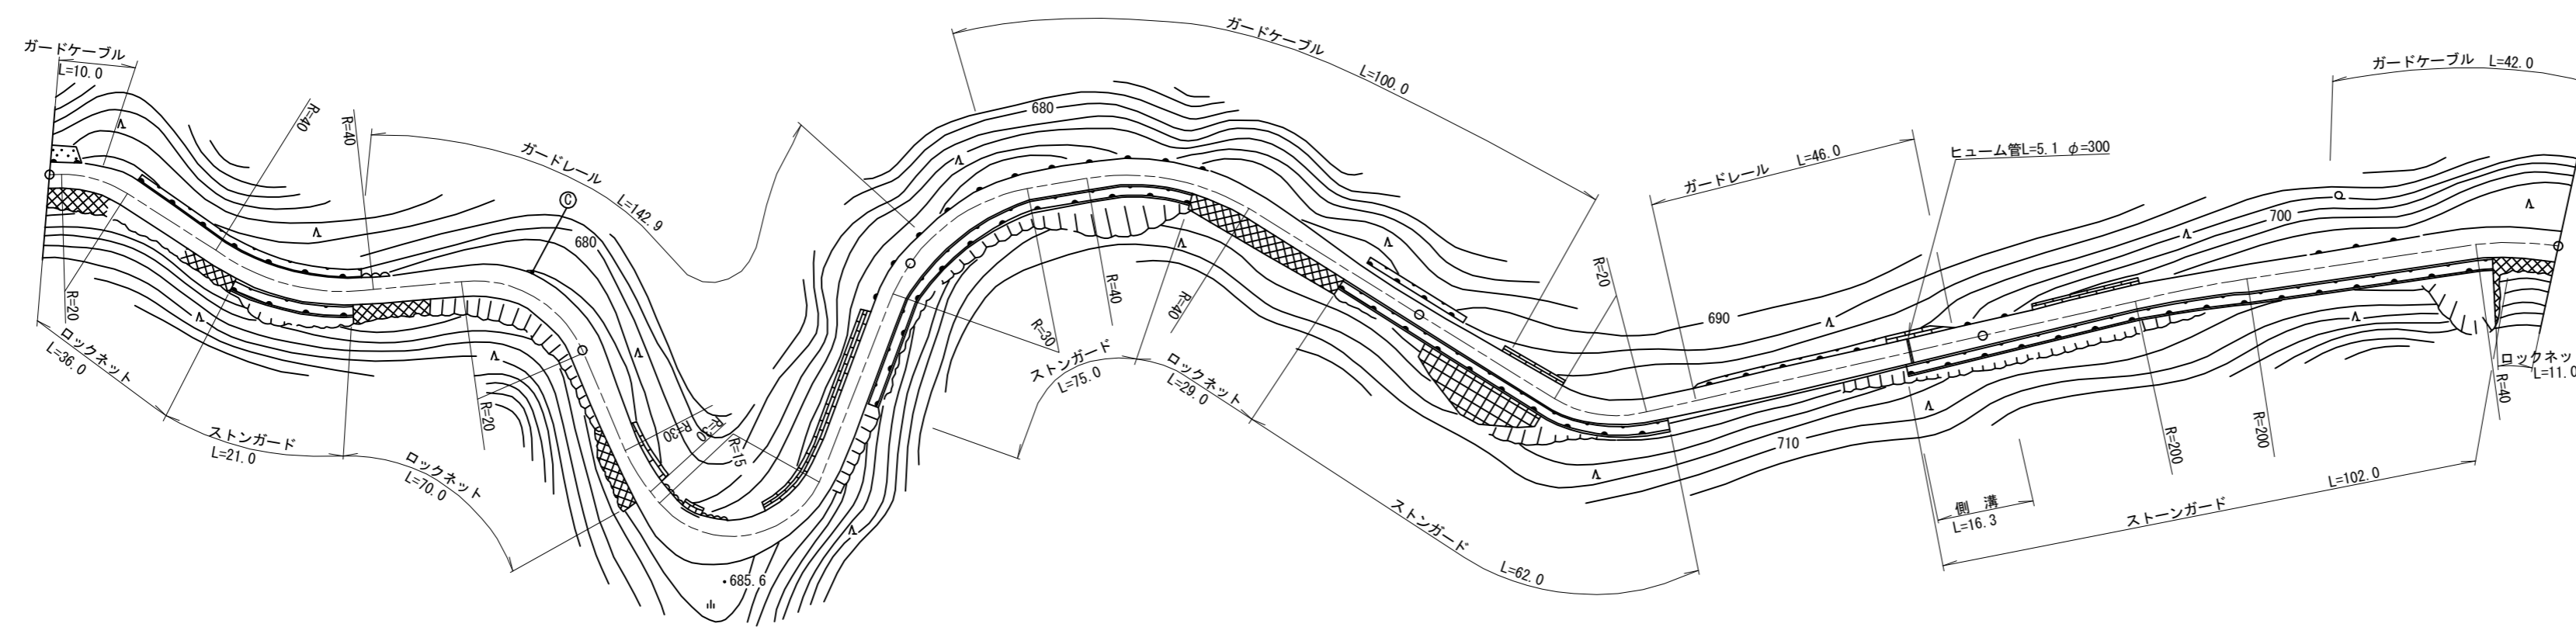 ガードケーブル
L=10.0
R=40
R=40
ガードレール
L=142.9
Ⓒ
680
R=20
ロックネット
L=36.0
ストンガード
L=21.0
R=20
ロックネット
L=70.0
R=30
R=30
R=15
685.6
ガードケーブル
L=100.0
680
R=30
R=40
R=40
ストンガード
L=75.0
ロックネット
L=29.0
R=20
ストンガード
L=62.0
ガードレール
L=46.0
ヒューム管L=5.1 φ=300
690
710
側 溝
L=16.3
ストーンガード
L=102.0
R=200
R=200
ガードケーブル L=42.0
700
ロックネッ
L=11.0
R=40